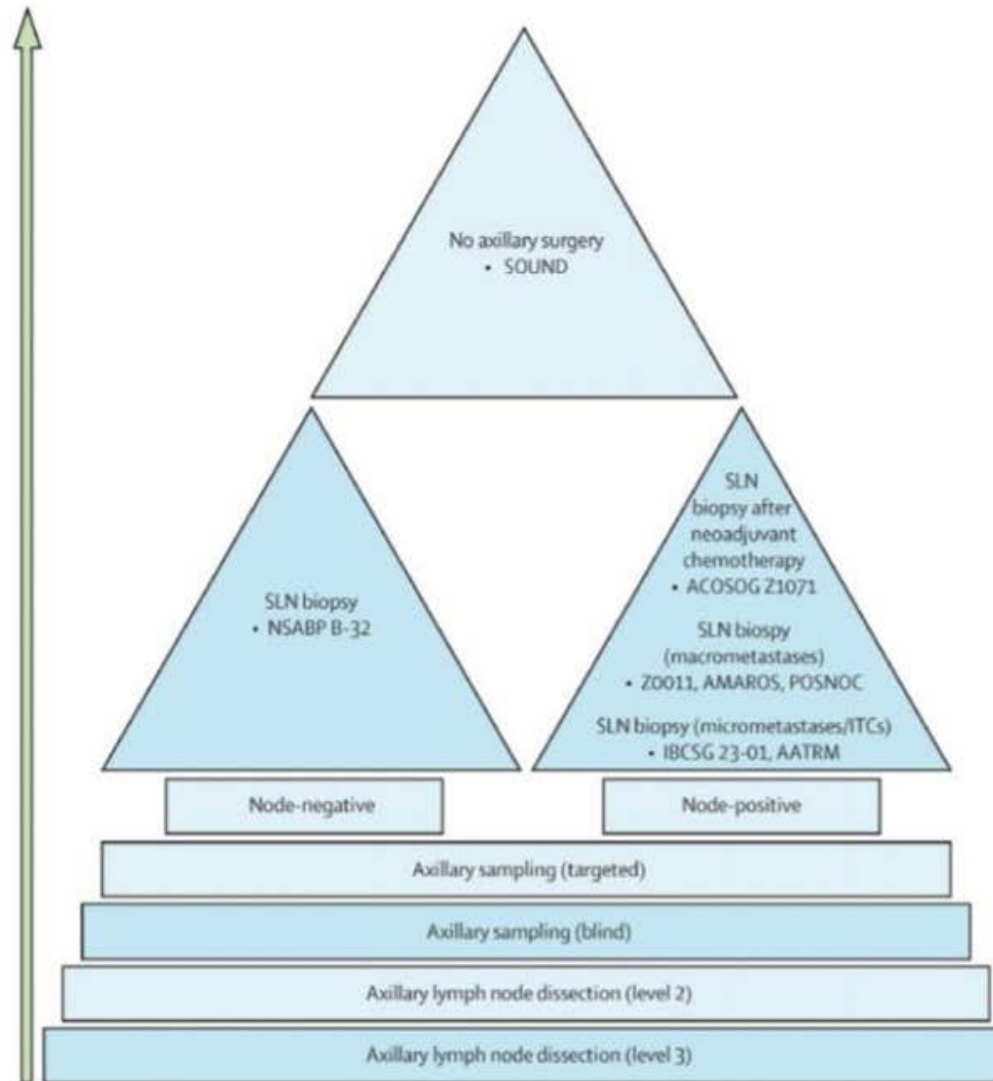 No axillary surgery
• SOUND
SLN biopsy
• NSABP B-32
SLN
biopsy after
neoadjuvant
chemotherapy
• ACOSOG Z1071
SLN biospy
(macrometastases)
• Z0011, AMAROS, POSNOC
SLN biopsy (micrometastases/ITCs)
• IBCSG 23-01, AATRM
Node-negative
Node-positive
Axillary sampling (targeted)
Axillary sampling (blind)
Axillary lymph node dissection (level 2)
Axillary lymph node dissection (level 3)